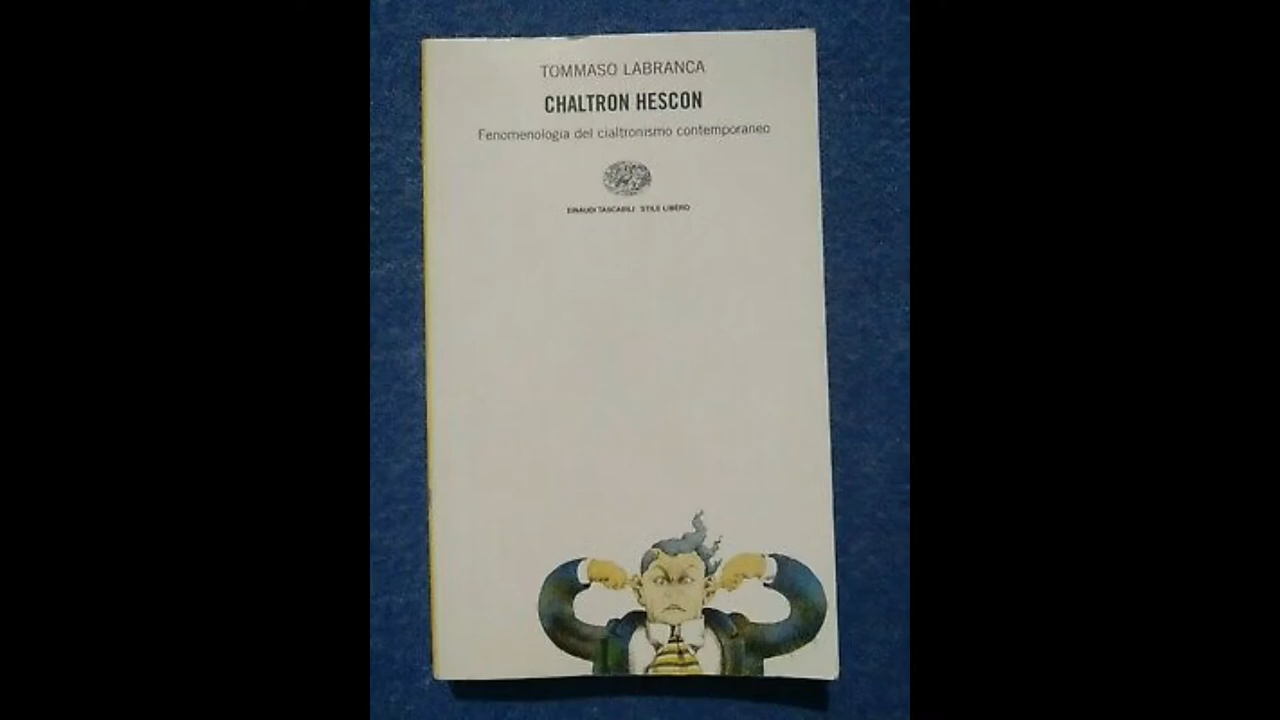 TOMMASO LABRANCA
CHALTRON HESCON
Fenomenologia del cialtronismo contemporaneo
EINAUDI TASCABILI STILE LIBERO